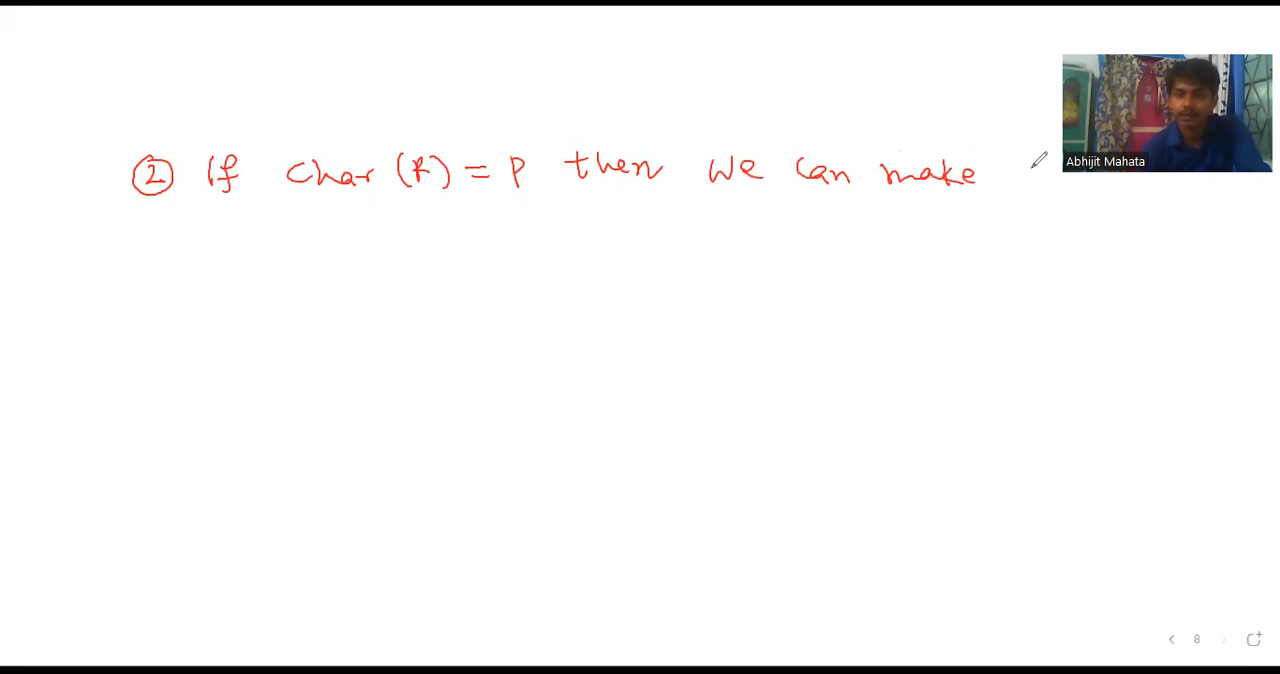 ② If char (R) = P then we can make
Abhijit Mahata
8